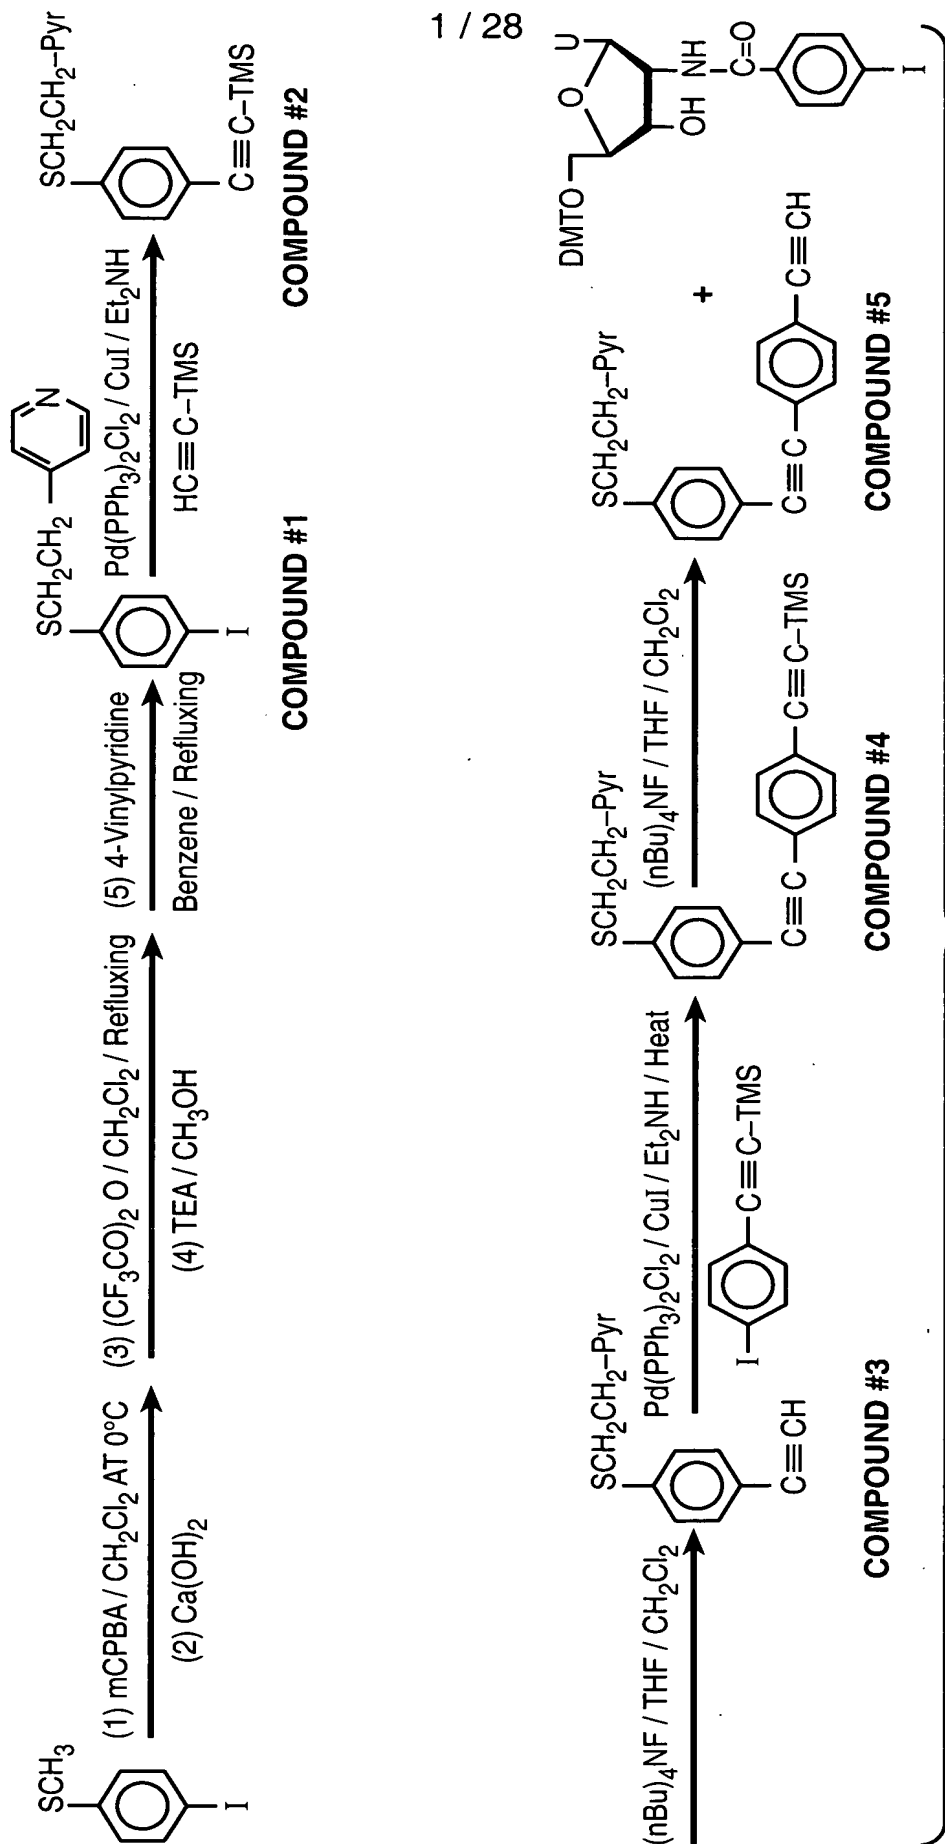 1 / 28
SCH3
I
(1) mCPBA / CH2Cl2 AT 0°C
(2) Ca(OH)2
(3) (CF3CO)2 O / CH2Cl2 / Refluxing
(4) TEA / CH3OH
(5) 4-Vinylpyridine
Benzene / Refluxing
SCH2CH2
N
I
COMPOUND #1
Pd(PPh3)2Cl2 / CuI / Et2NH
HC≡C–TMS
SCH2CH2–Pyr
C≡C–TMS
COMPOUND #2
(nBu)4NF / THF / CH2Cl2
SCH2CH2–Pyr
C≡CH
COMPOUND #3
Pd(PPh3)2Cl2 / CuI / Et2NH / Heat
I
C≡C–TMS
SCH2CH2–Pyr
C≡C
C≡C–TMS
COMPOUND #4
(nBu)4NF / THF / CH2Cl2
SCH2CH2–Pyr
C≡C
C≡CH
COMPOUND #5
+
DMTO
O
U
OH
NH
C=O
I